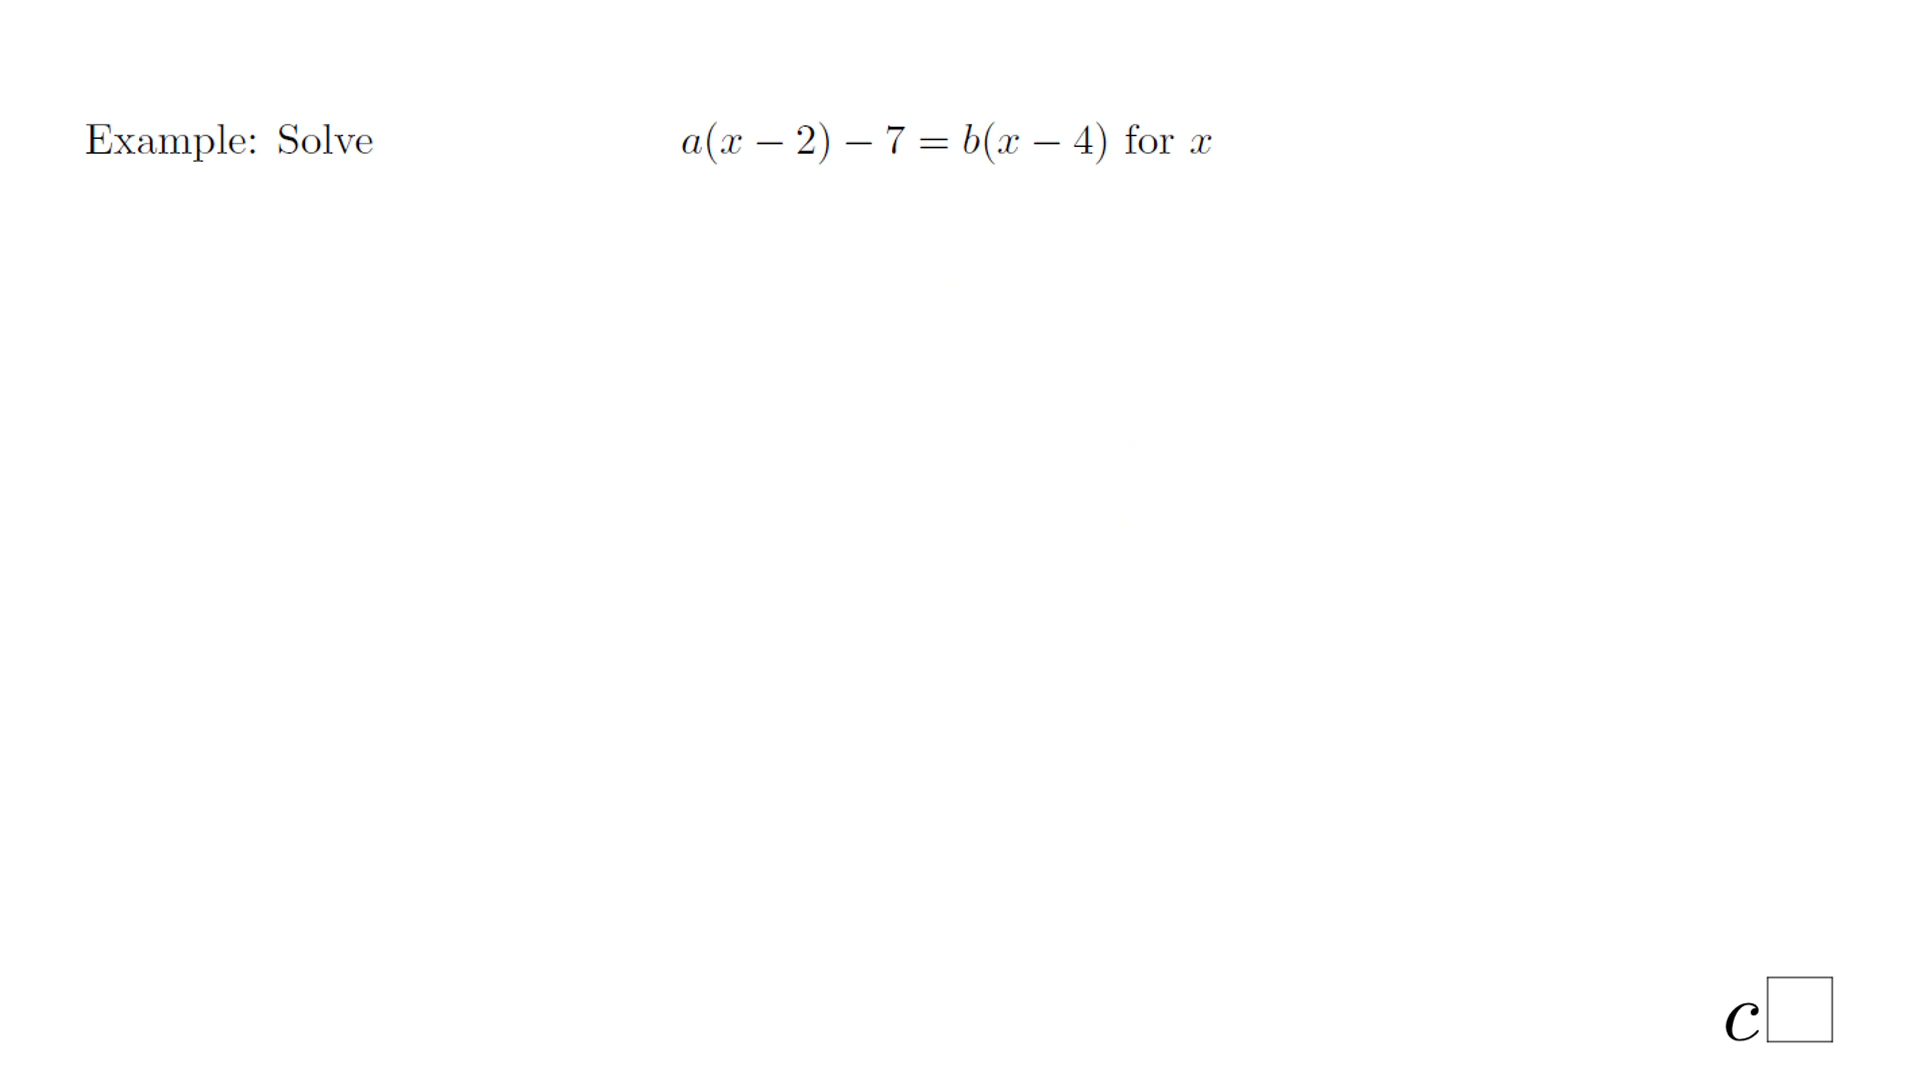 Example: Solve a(x − 2) − 7 = b(x − 4) for x
c